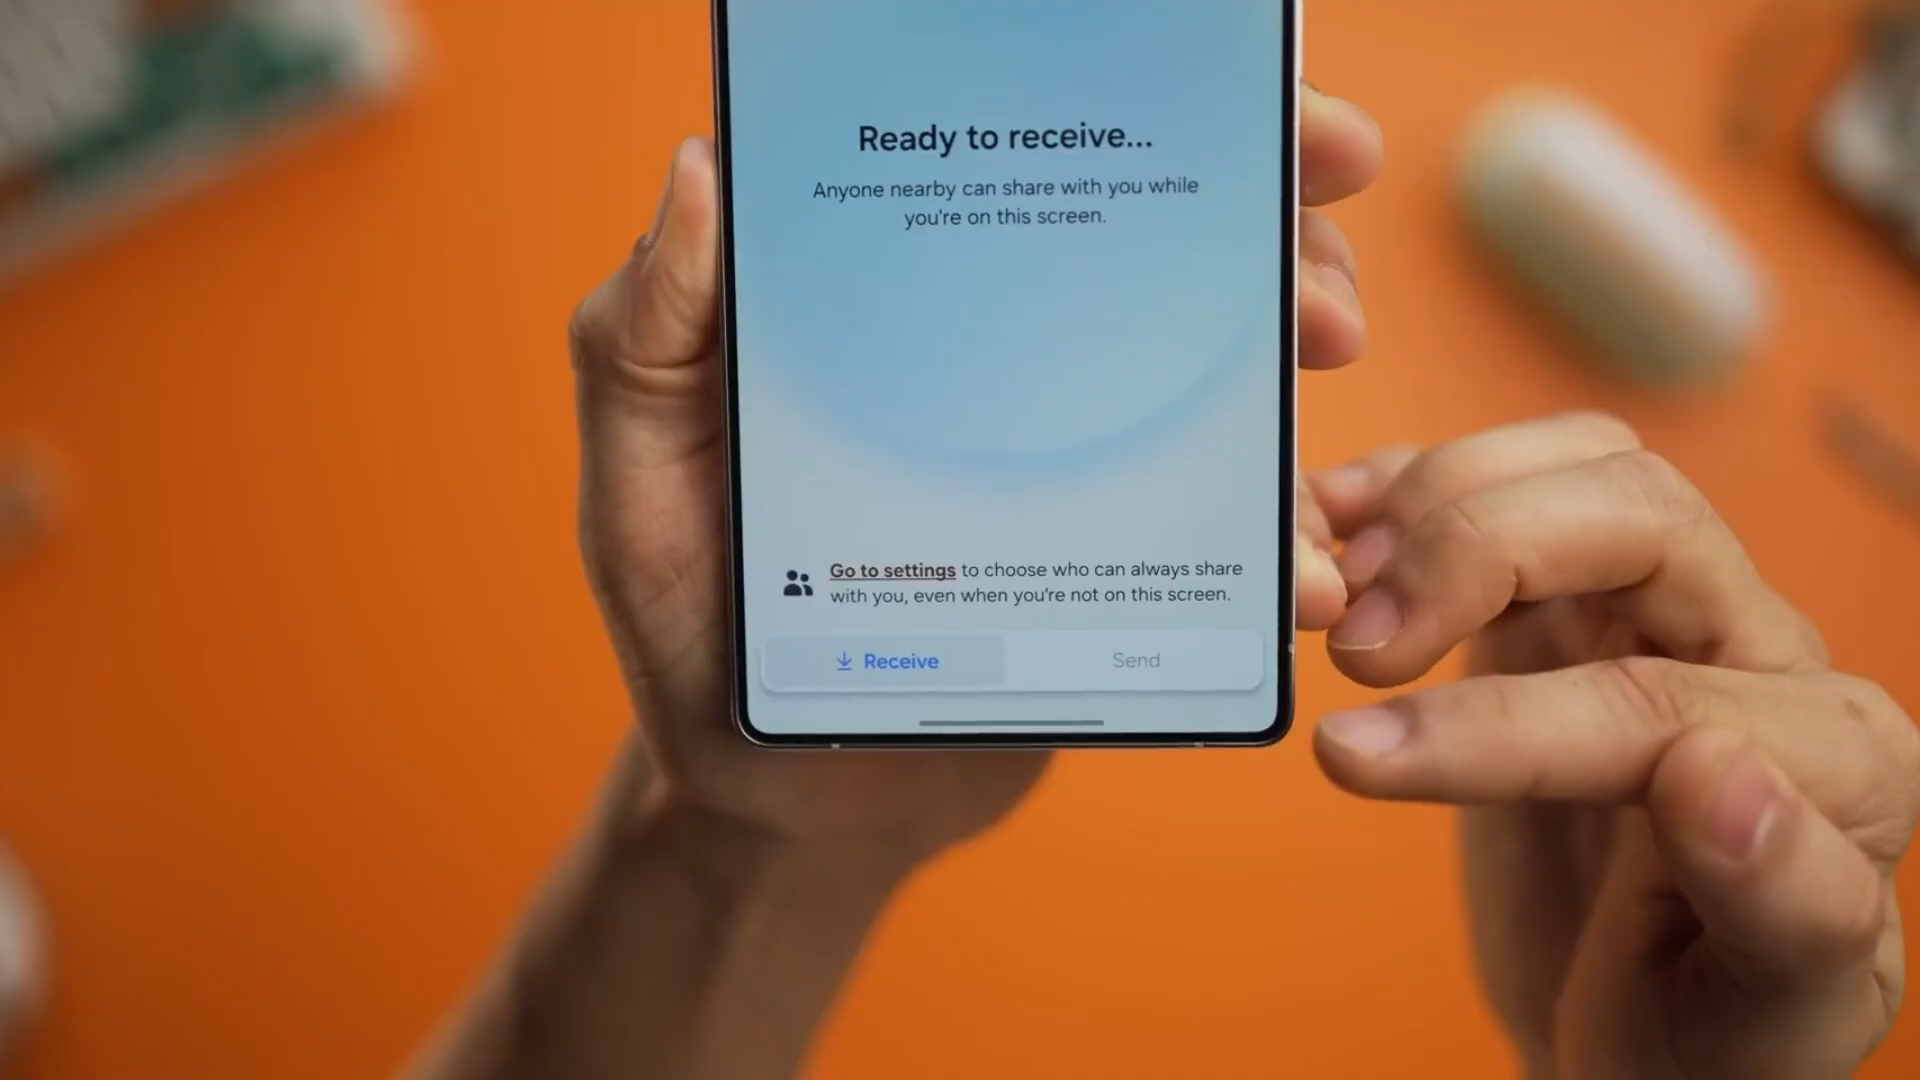 Ready to receive...
Anyone nearby can share with you while
you're on this screen.
Go to settings to choose who can always share
with you, even when you're not on this screen.
Receive
Send